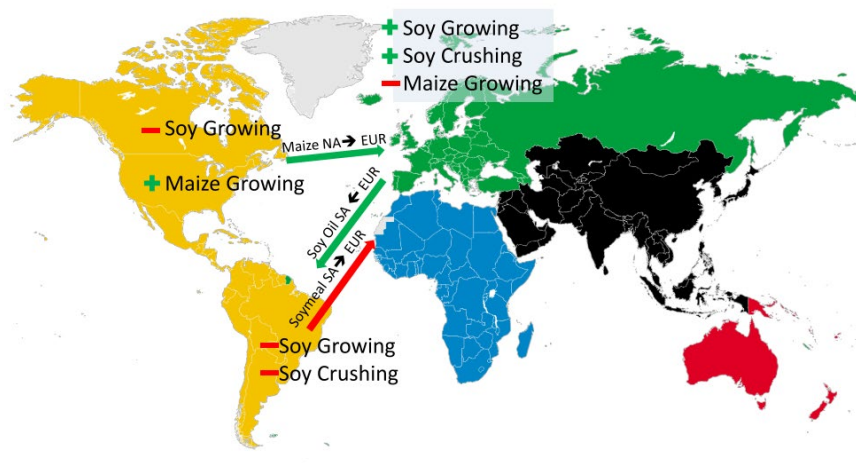 + Soy Growing
+ Soy Crushing
− Maize Growing
− Soy Growing
Maize NA➔ EUR
+ Maize Growing
Soy Oil SA ← EUR
Soymeal SA➔ EUR
− Soy Growing
− Soy Crushing